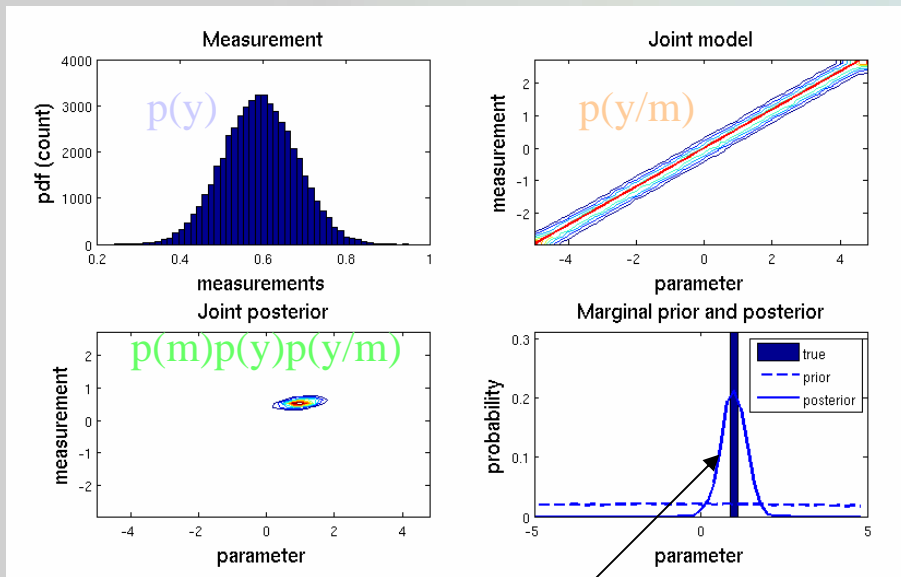 Measurement
pdf (count)
4000
3000
2000
1000
0
p(y)
0.2 0.4 0.6 0.8 1
measurements
Joint model
measurement
2
1
0
-1
-2
p(y/m)
-4 -2 0 2 4
parameter
Joint posterior
measurement
2
1
0
-1
-2
p(m)p(y)p(y/m)
-4 -2 0 2 4
parameter
Marginal prior and posterior
probability
0.3
0.2
0.1
0
true
prior
posterior
-5 0 5
parameter